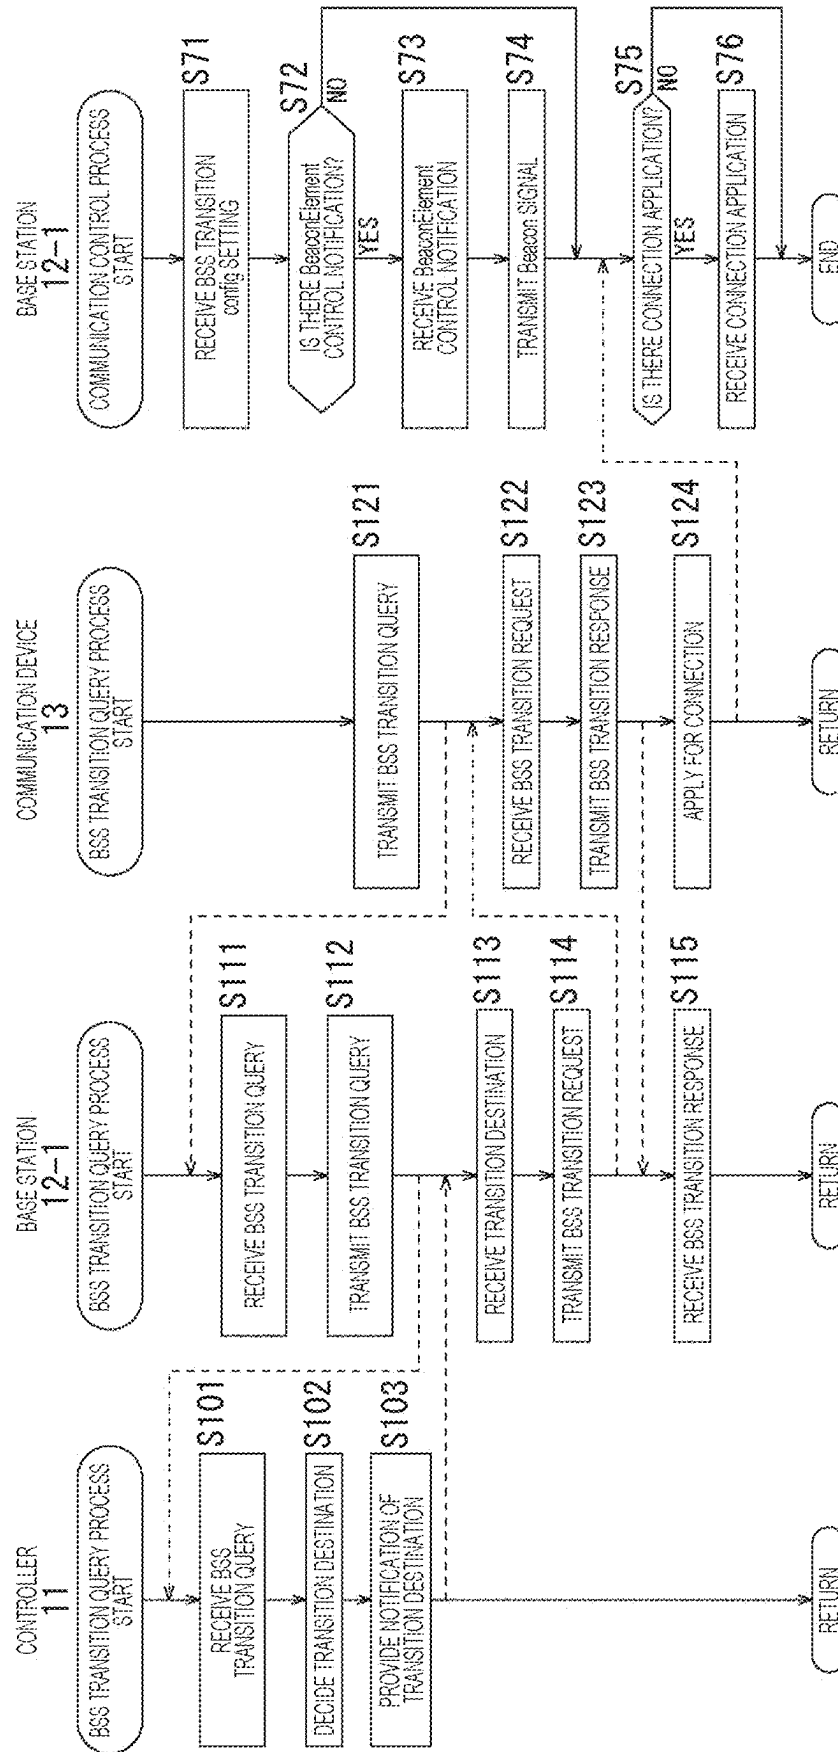 CONTROLLER
11
BSS TRANSITION QUERY PROCESS
START
RECEIVE BSS
TRANSITION QUERY
S101
DECIDE TRANSITION DESTINATION
S102
PROVIDE NOTIFICATION OF
TRANSITION DESTINATION
S103
RETURN
BASE STATION
12-1
BSS TRANSITION QUERY PROCESS
START
RECEIVE BSS TRANSITION QUERY
S111
TRANSMIT BSS TRANSITION QUERY
S112
RECEIVE TRANSITION DESTINATION
S113
TRANSMIT BSS TRANSITION REQUEST
S114
RECEIVE BSS TRANSITION RESPONSE
S115
RETURN
COMMUNICATION DEVICE
13
BSS TRANSITION QUERY PROCESS
START
TRANSMIT BSS TRANSITION QUERY
S121
RECEIVE BSS TRANSITION REQUEST
S122
TRANSMIT BSS TRANSITION RESPONSE
S123
APPLY FOR CONNECTION
S124
RETURN
BASE STATION
12-1
COMMUNICATION CONTROL PROCESS
START
RECEIVE BSS TRANSITION
config SETTING
S71
IS THERE BeaconElement
CONTROL NOTIFICATION?
S72
NO
YES
RECEIVE BeaconElement
CONTROL NOTIFICATION
S73
TRANSMIT Beacon SIGNAL
S74
IS THERE CONNECTION APPLICATION?
S75
NO
YES
RECEIVE CONNECTION APPLICATION
S76
END